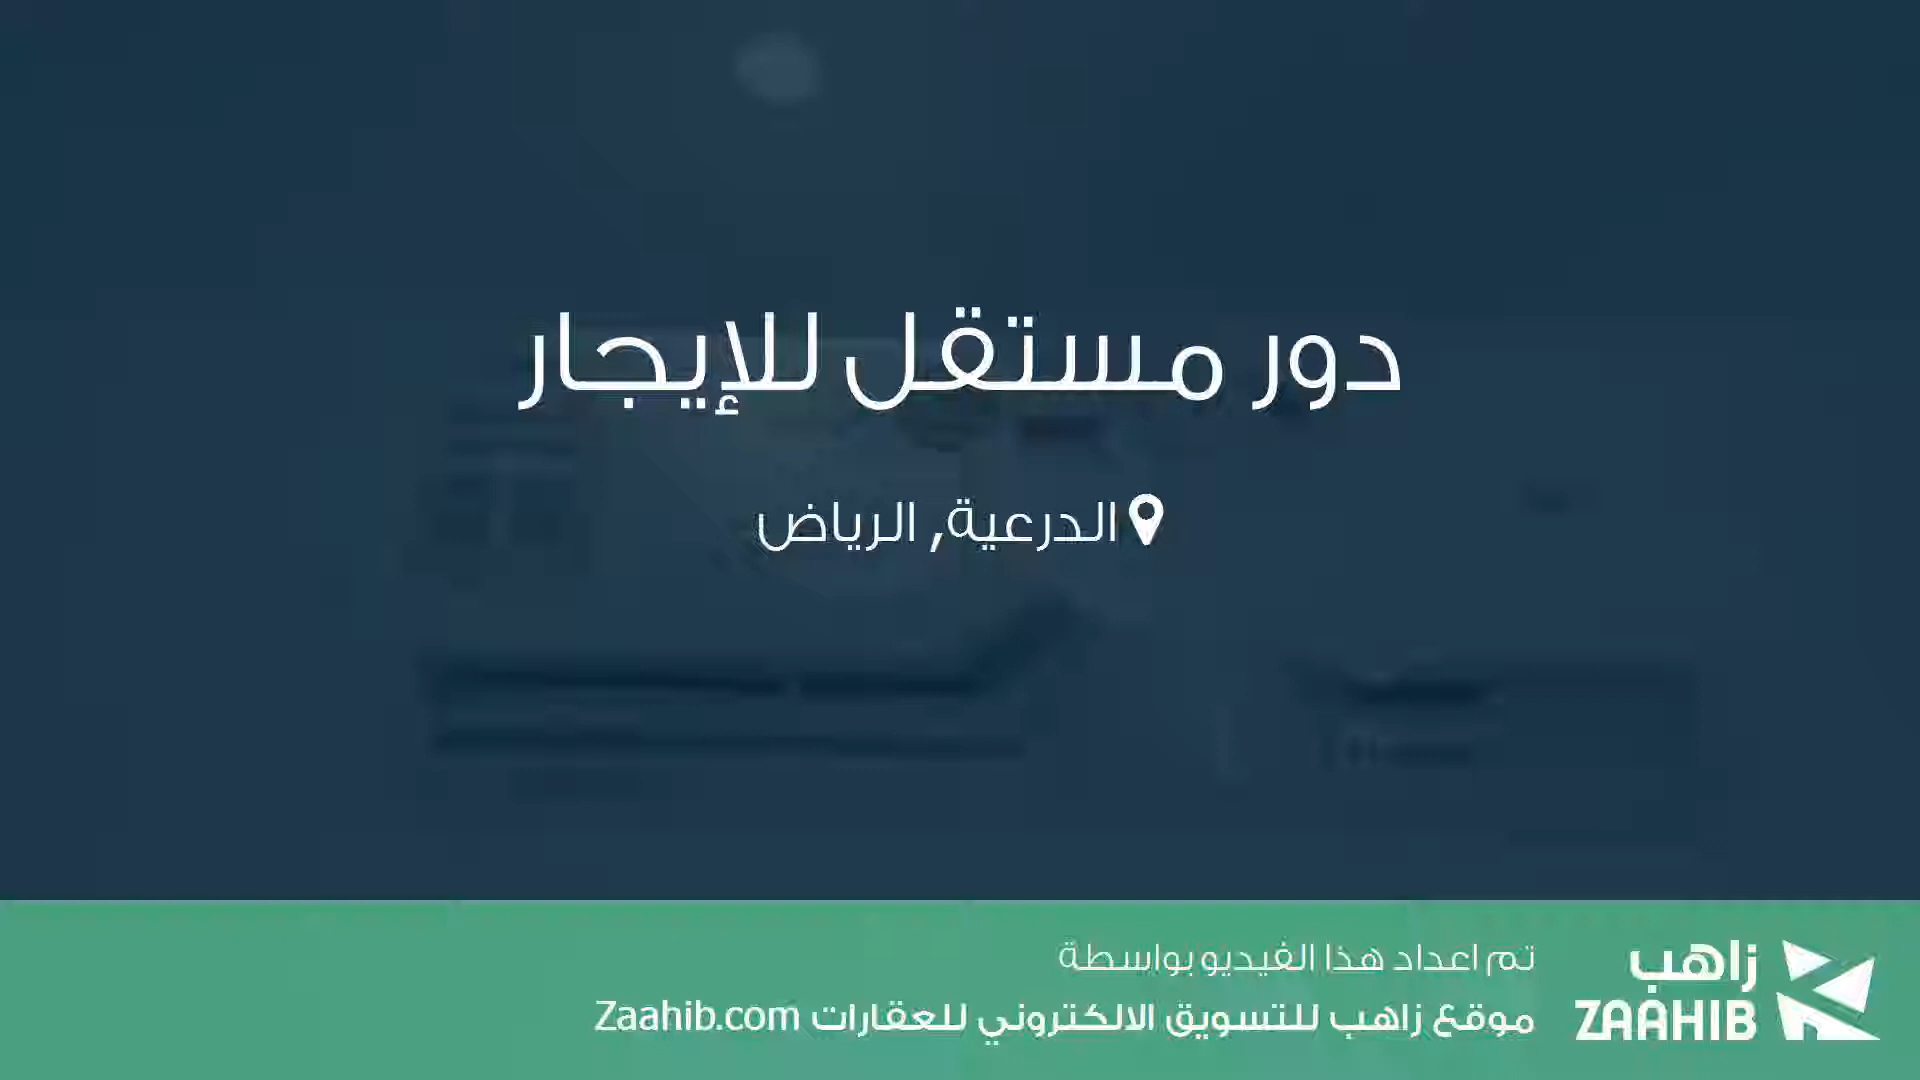 دور مستقل للإيجار
الدرعية, الرياض
تم اعداد هذا الفيديو بواسطة
موقع زاهب للتسويق الالكتروني للعقارات Zaahib.com
زاهب
ZAAHIB